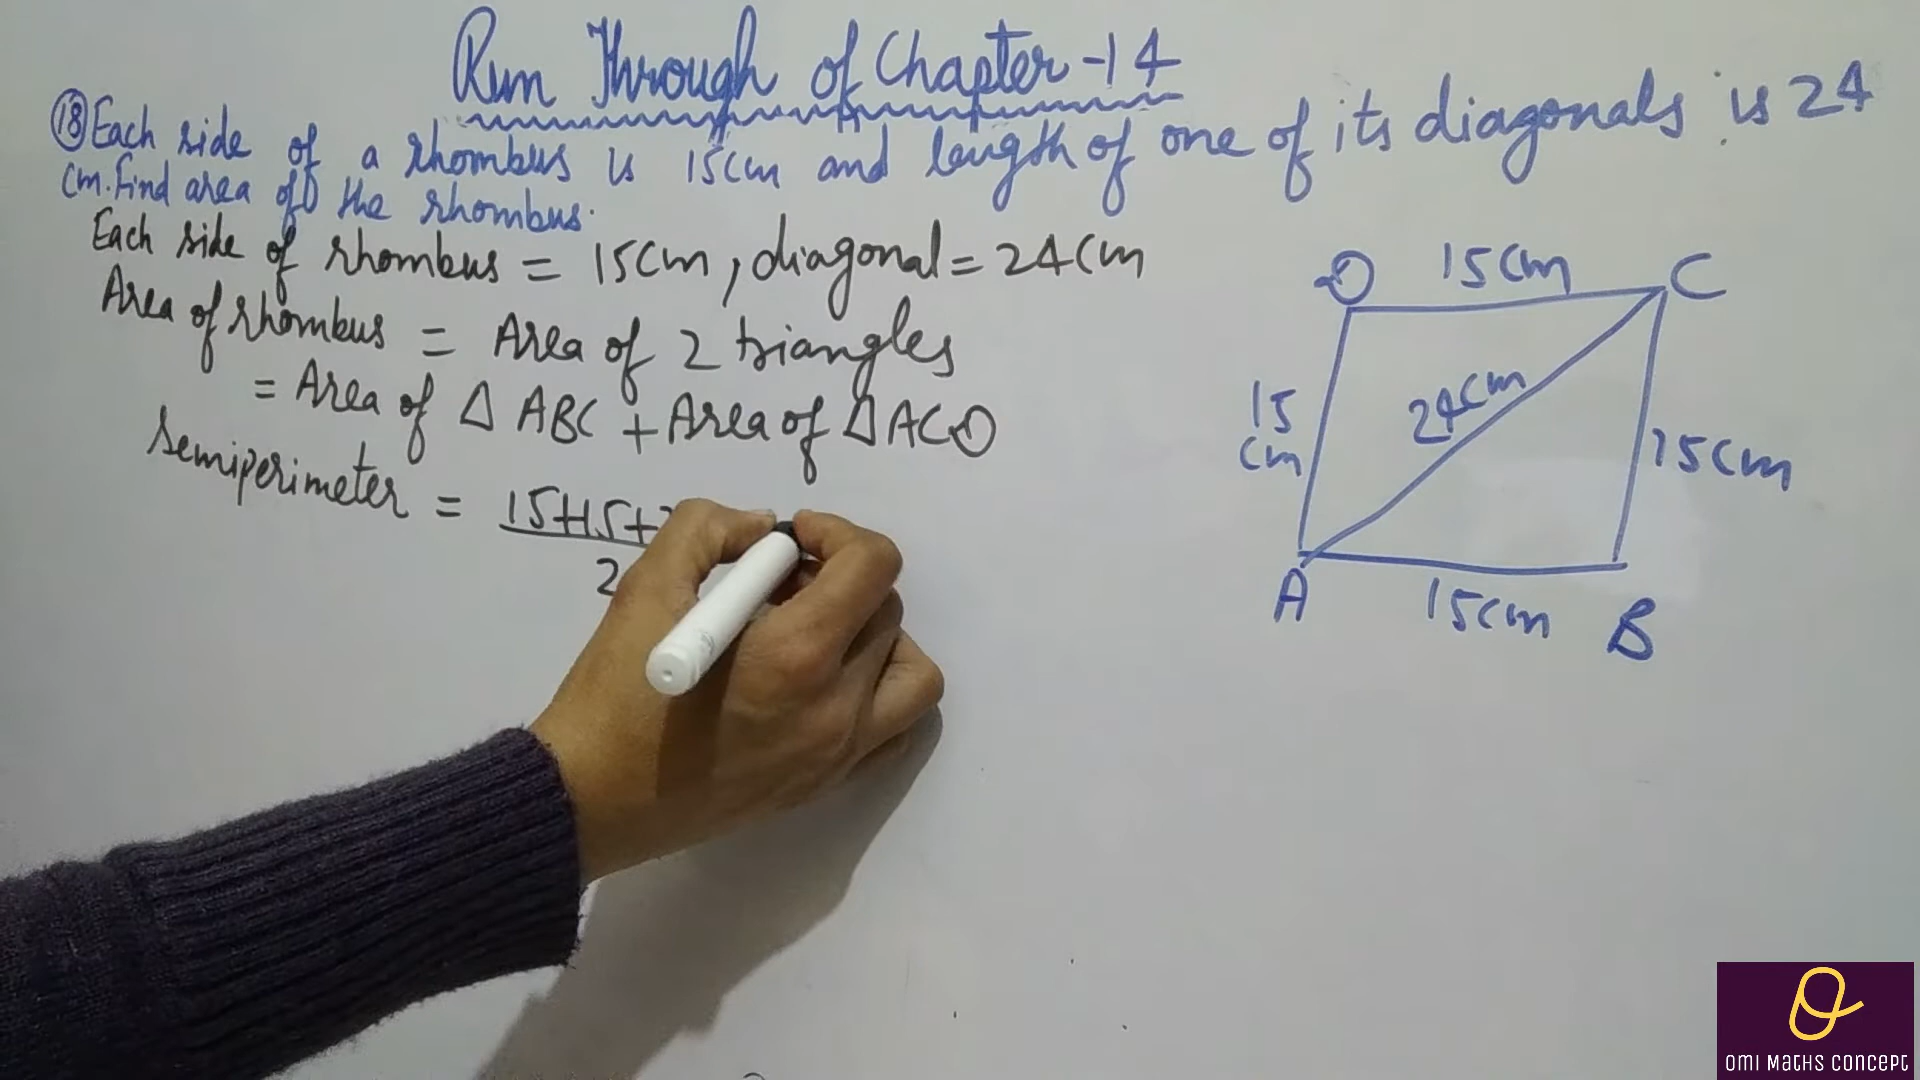 Run Through of Chapter-14
⑱ Each side of a rhombus is 15cm and length of one of its diagonals is 24
cm. Find area of the rhombus.
Each side of rhombus = 15cm, diagonal = 24cm
Area of rhombus = Area of 2 triangles
= Area of Δ ABC + Area of Δ ACD
Semiperimeter = 15+15+
2
D 15cm C
15
cm
24cm
15cm
A 15cm B
OMI MATHS CONCEPT